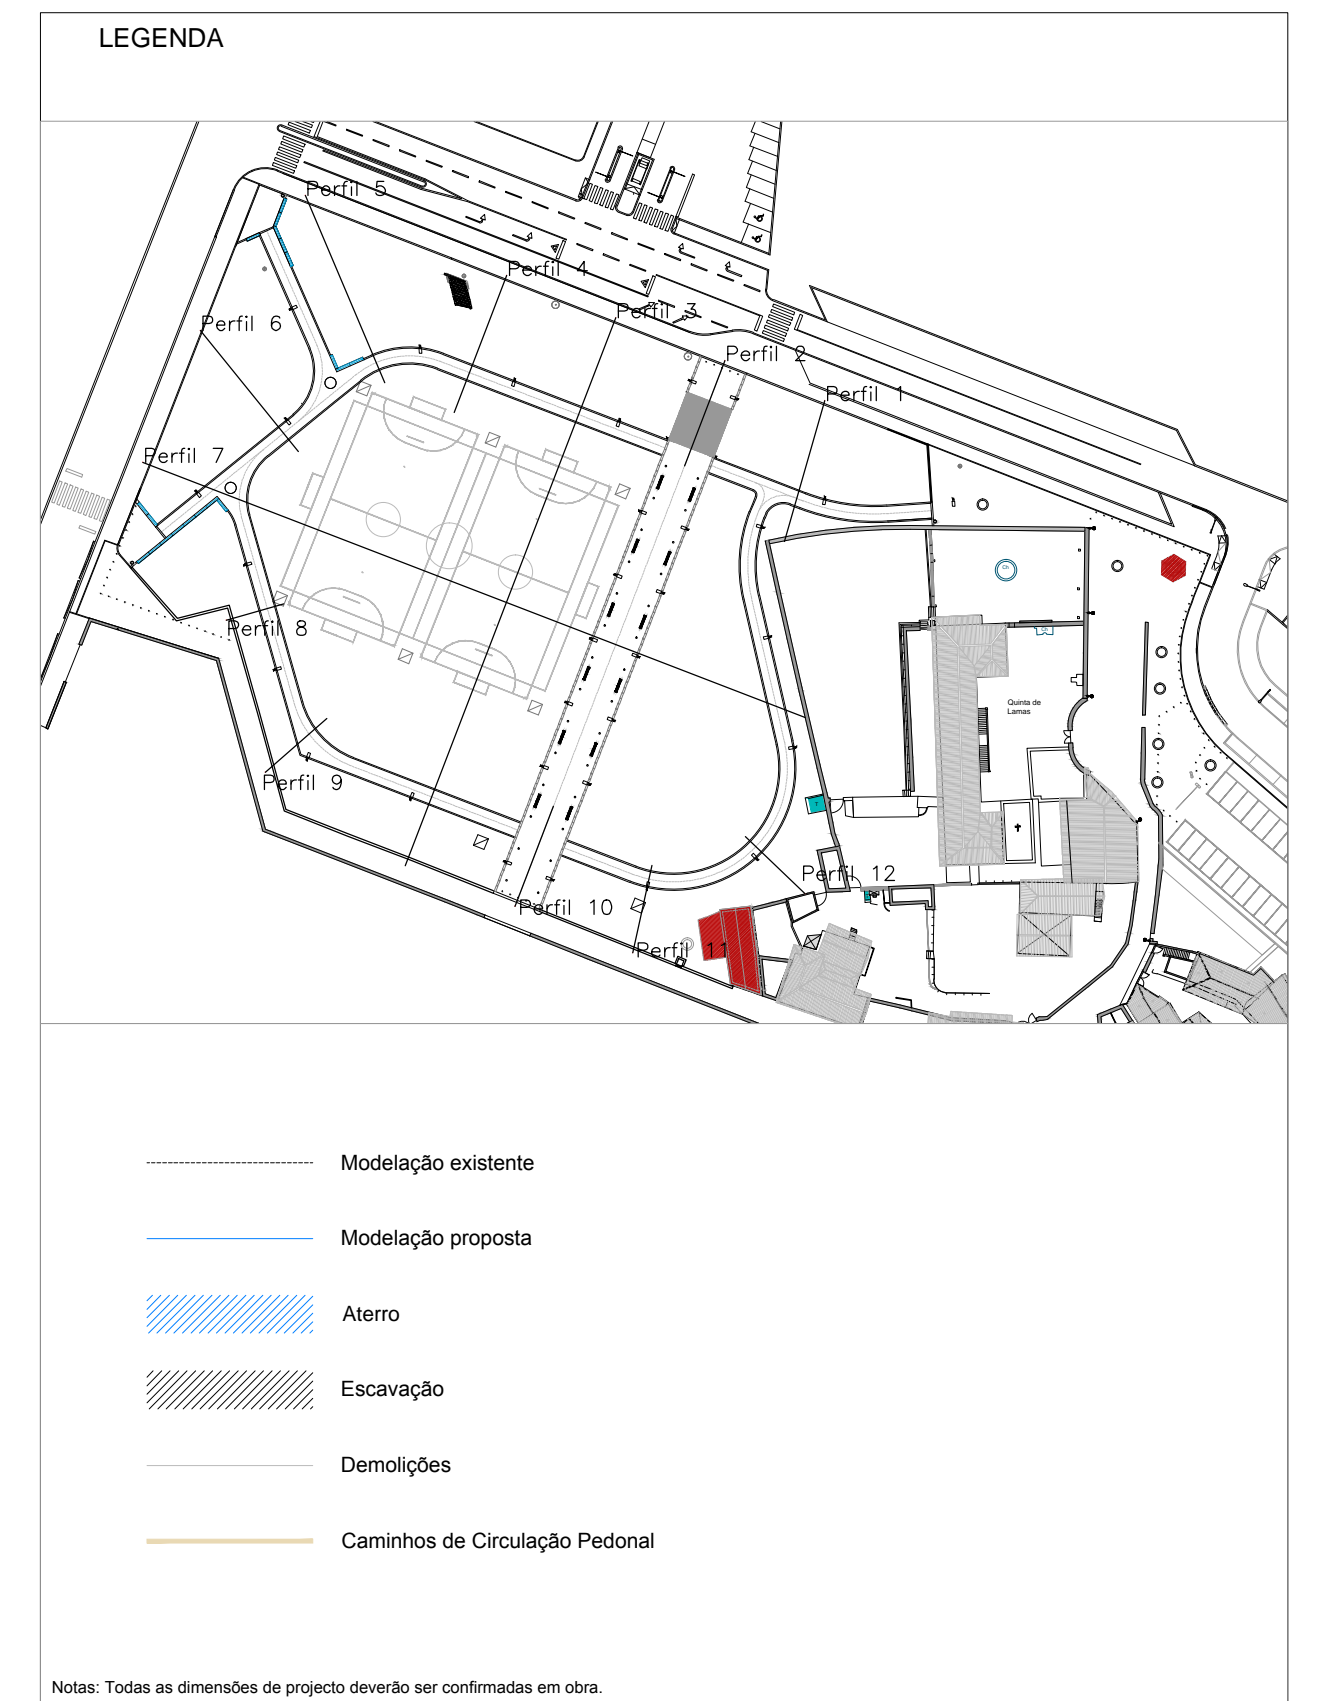 LEGENDA
Perfil 5
Perfil 4
Perfil 3
Perfil 6
Perfil 2
Perfil 1
Perfil 7
Ch
Perfil 8
Ch
Quinta de
Lamas
Perfil 9
T
Perfil 12
Perfil 10
Perfil 11
Modelação existente
Modelação proposta
Aterro
Escavação
Demolições
Caminhos de Circulação Pedonal
Notas: Todas as dimensões de projecto deverão ser confirmadas em obra.